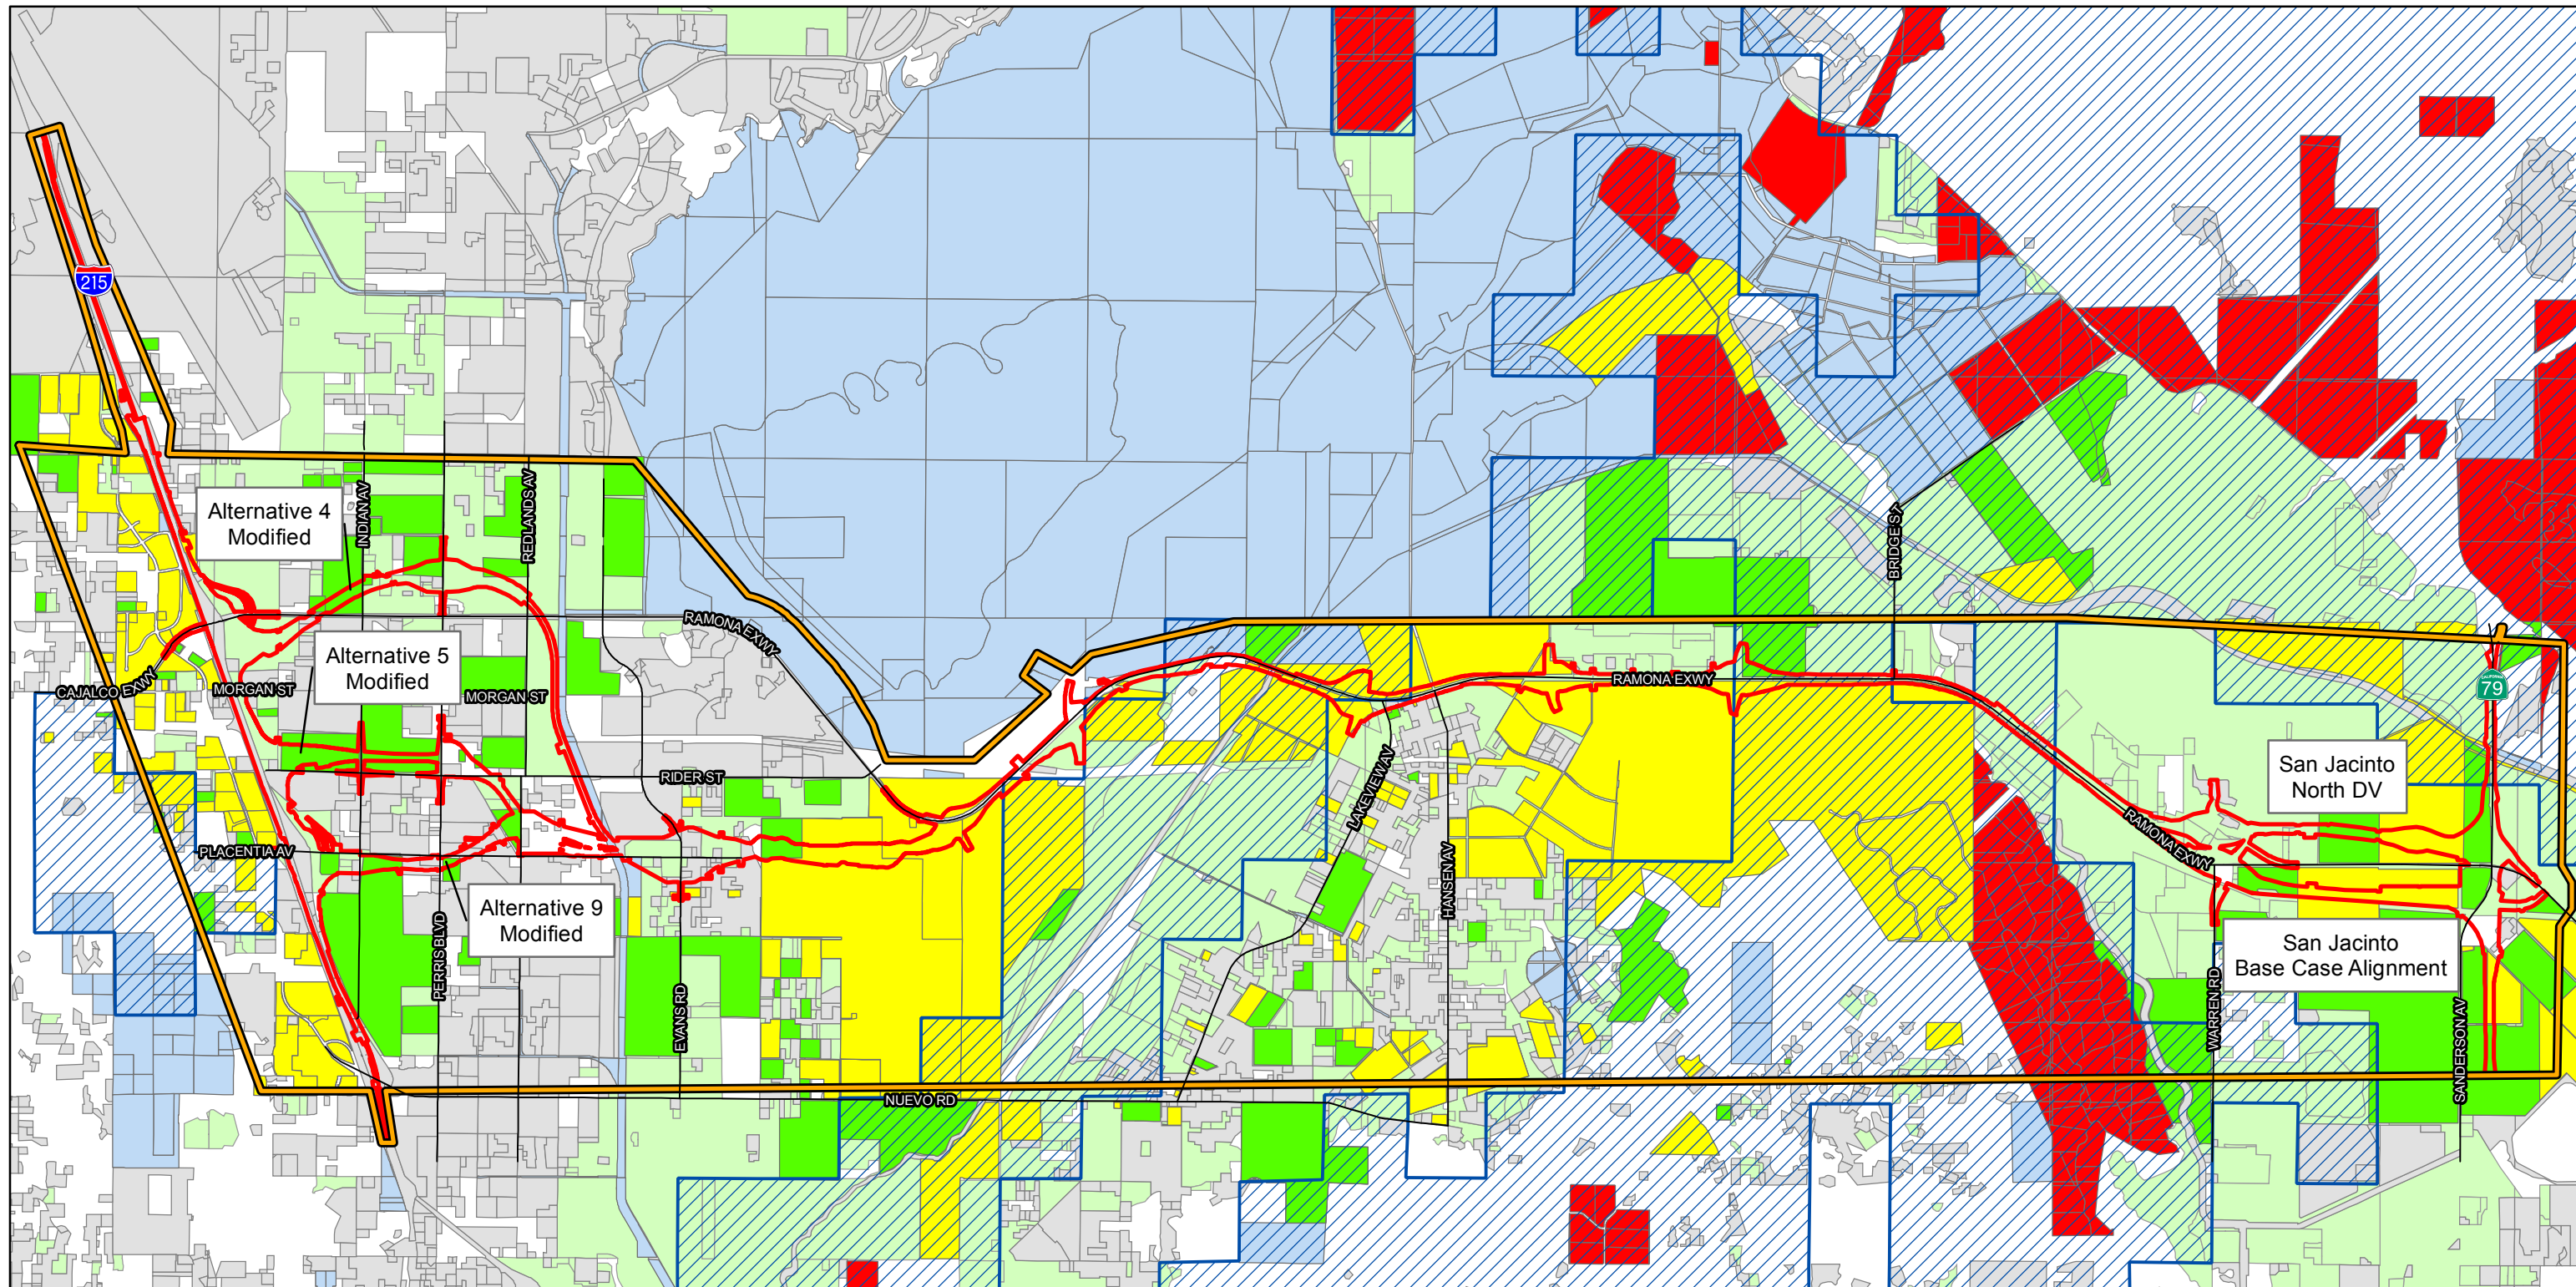 215
Alternative 4
Modified
INDIAN AV
REDLANDS AV
BRIDGE ST
RAMONA EXWY
Alternative 5
Modified
CAJALCO EXWY
MORGAN ST
MORGAN ST
RAMONA EXWY
CALIFORNIA
79
San Jacinto
North DV
RIDER ST
LAKEVIEW AV
RAMONA EXWY
PLACENTIA AV
HANSEN AV
Alternative 9
Modified
PERRIS BLVD
San Jacinto
Base Case Alignment
EVANS RD
WARREN RD
SANDERSON AV
NUEVO RD